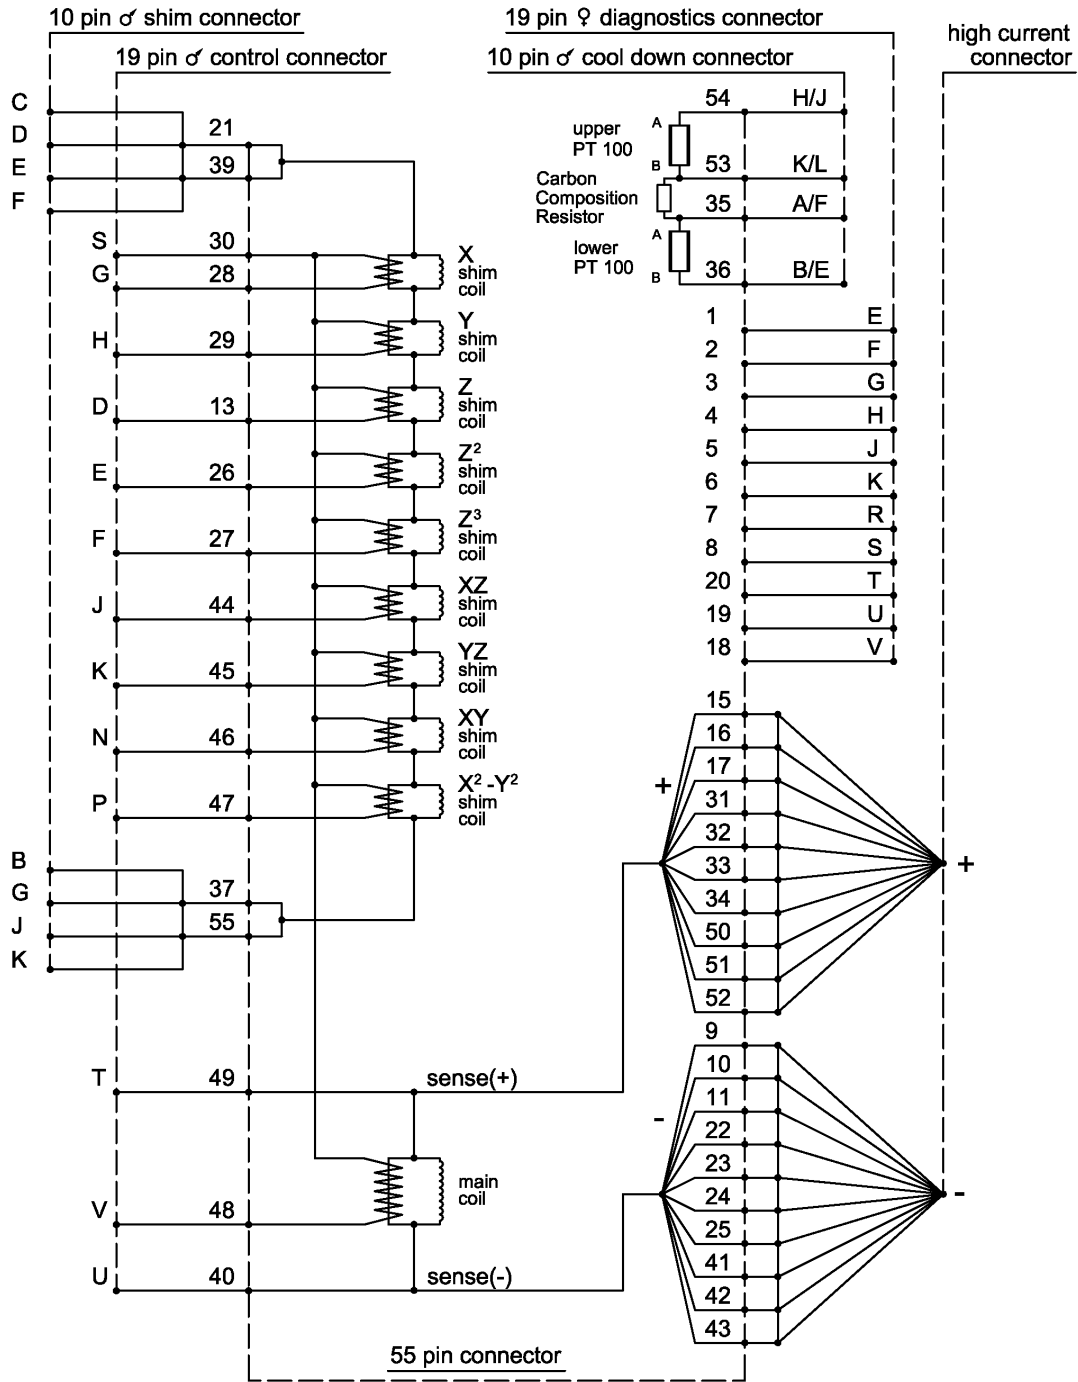 10 pin ♂ shim connector
19 pin ♂ control connector
19 pin ♀ diagnostics connector
10 pin ♂ cool down connector
high current
connector
C
D
21
E
39
F
S
30
G
28
X
shim
coil
H
29
Y
shim
coil
D
13
Z
shim
coil
E
26
Z²
shim
coil
F
27
Z³
shim
coil
J
44
XZ
shim
coil
K
45
YZ
shim
coil
N
46
XY
shim
coil
P
47
X² -Y²
shim
coil
B
G
37
J
55
K
T
49
sense(+)
main
coil
V
48
U
40
sense(-)
54
H/J
upper
PT 100
A
B
53
K/L
Carbon
Composition
Resistor
35
A/F
lower
PT 100
A
B
36
B/E
1
E
2
F
3
G
4
H
5
J
6
K
7
R
8
S
20
T
19
U
18
V
15
16
17
+
31
32
33
+
34
50
51
52
9
10
11
-
22
23
24
-
25
41
42
43
55 pin connector